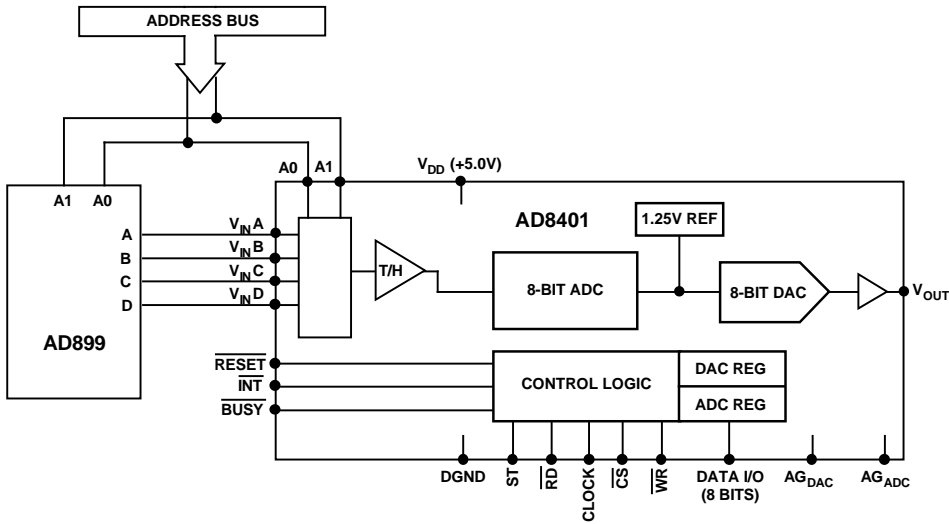 ADDRESS BUS
A0 A1
V_DD (+5.0V)
A1 A0
AD8401
1.25V REF
A
B
C
D
V_IN A
V_IN B
V_IN C
V_IN D
T/H
8-BIT ADC
8-BIT DAC
V_OUT
AD899
RESET
INT
BUSY
CONTROL LOGIC
DAC REG
ADC REG
DGND
ST
RD
CLOCK
CS
WR
DATA I/O
(8 BITS)
AG_DAC
AG_ADC